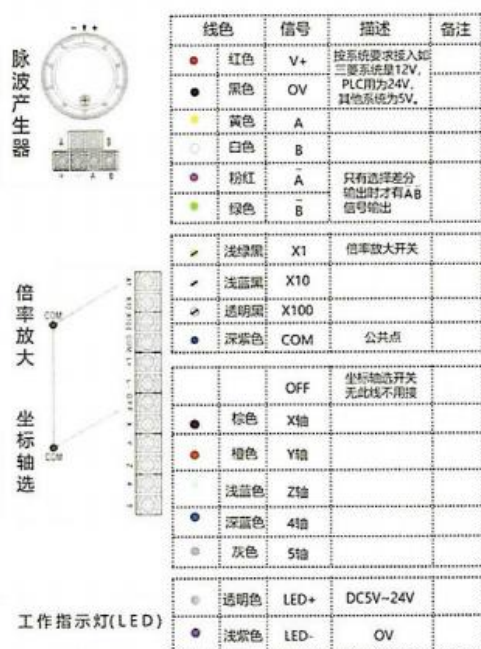 线色 信号 描述 备注
脉波产生器
红色 V+ 按系统要求接入如
三菱系统是12V,
黑色 OV PLC用为24V,
其他系统为5V。
黄色 A
白色 B
粉红 A̅ 只有选择差分
输出时才有AB
绿色 B̅ 信号输出
倍率放大
COM
浅绿黑 X1 倍率放大开关
浅蓝黑 X10
透明黑 X100
深紫色 COM 公共点
坐标轴选
COM
OFF 坐标轴选开关
无此线不用接
棕色 X轴
橙色 Y轴
浅蓝色 Z轴
深蓝色 4轴
灰色 5轴
工作指示灯(LED)
透明色 LED+ DC5V~24V
浅紫色 LED- OV